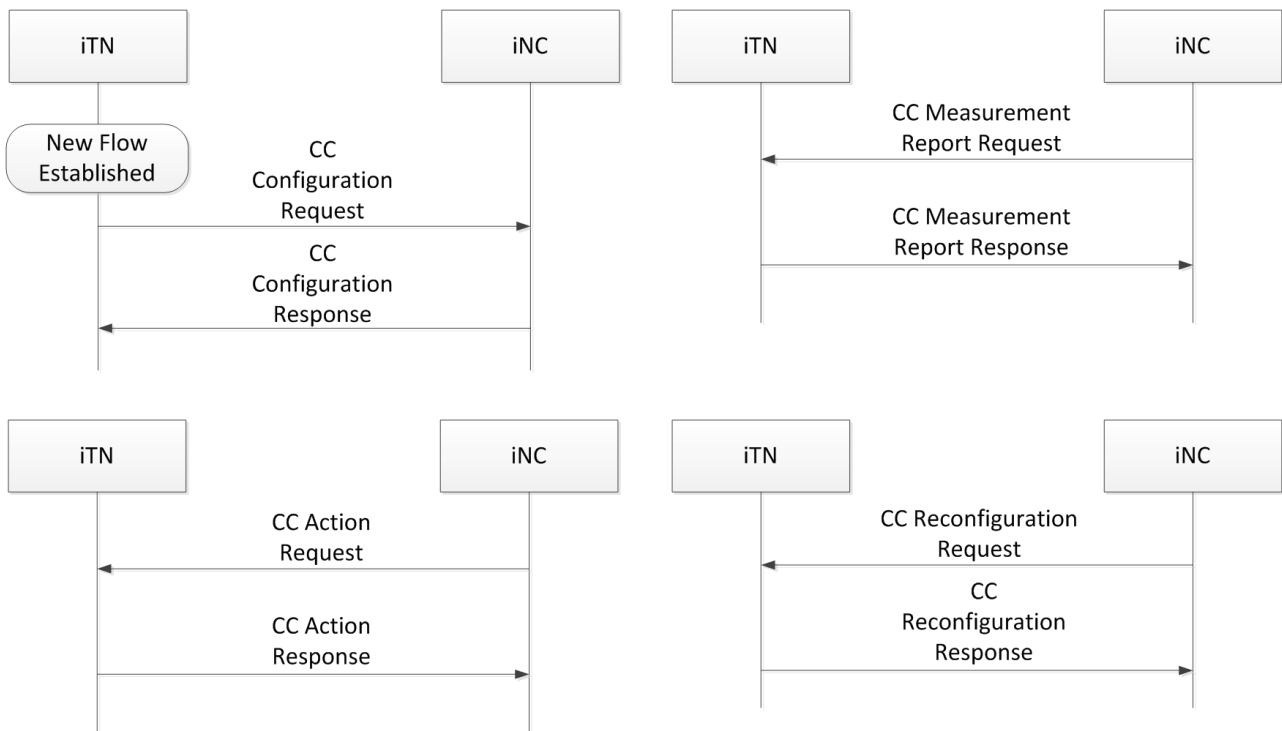 iTN
iNC
New Flow
Established
CC
Configuration
Request
CC
Configuration
Response
iTN
iNC
CC Measurement
Report Request
CC Measurement
Report Response
iTN
iNC
CC Action
Request
CC Action
Response
iTN
iNC
CC Reconfiguration
Request
CC
Reconfiguration
Response